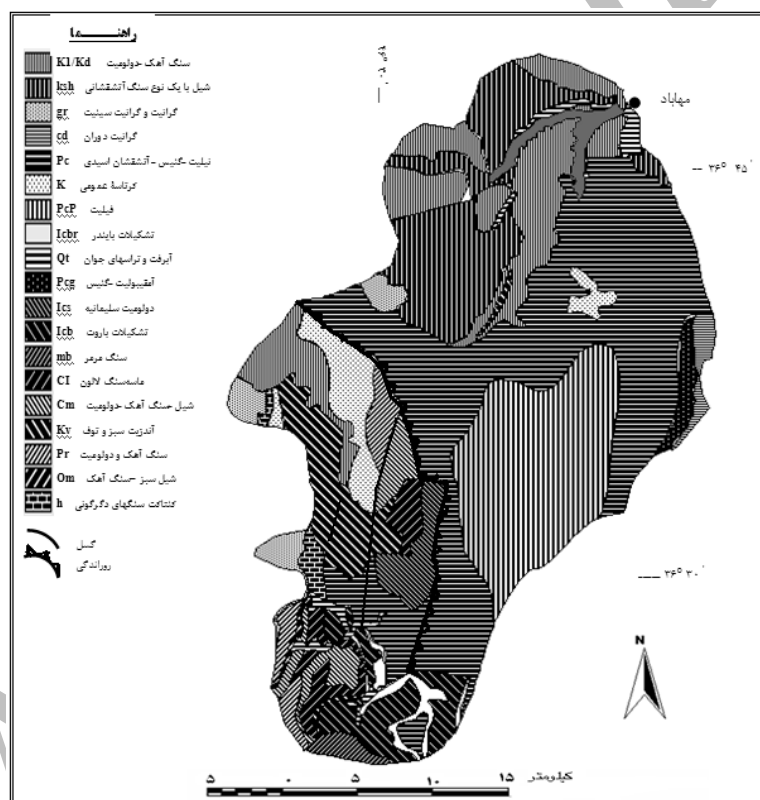 راهنما
K1/Kd سنگ آهک -دولومیت
ksh شیل با یک نوع سنگ آتشفشانی
gr گرانیت و گرانیت سینیت
cd گرانیت دوران
Pc نیلیت -گنیس -آتشفشان اسیدی
K کرتاسهٔ عمومی
PcP فیلیت
Icbr تشکیلات بایندر
Qt آبرفت و تراسهای جوان
Pcg آمفیبولیت -گنیس
Ics دولومیت سلیمانیه
Icb تشکیلات باروت
mb سنگ مرمر
CI ماسه‌سنگ لالون
Cm شیل -سنگ آهک -دولومیت
Kv آندزیت سبز و توف
Pr سنگ آهک و دولومیت
Om شیل سبز -سنگ آهک
h کنتاکت سنگهای دگرگونی
گسل
روراندگی
مهاباد
۳۶° ۴۵´
۳۶° ۳۰´
N
۵ ۰ ۵ ۱۰ ۱۵ کیلومتر